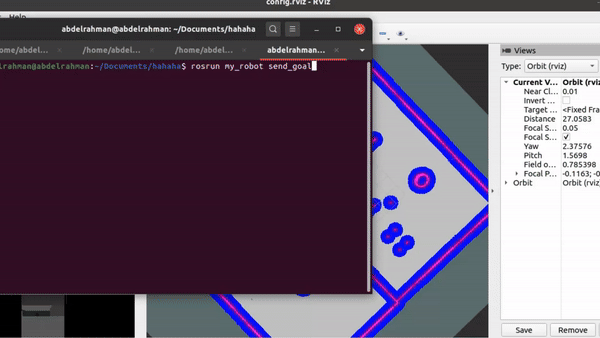 config.rviz - RViz
Help
abdelrahman@abdelrahman: ~/Documents/hahaha
/home/abdel...
/home/abdel...
/home/abdel...
abdelrahman...
elrahman@abdelrahman:~/Documents/hahaha$ rosrun my_robot send_goal
Views
Type: Orbit (rviz)
Current V... Orbit (rviz)
Near Cl... 0.01
Invert ...
Target ... <Fixed Fra
Distance 27.0583
Focal S... 0.05
Focal S...
Yaw 2.37576
Pitch 1.5698
Field o... 0.785398
Focal P... -0.1163; -0
Orbit Orbit (rviz)
Save Remove